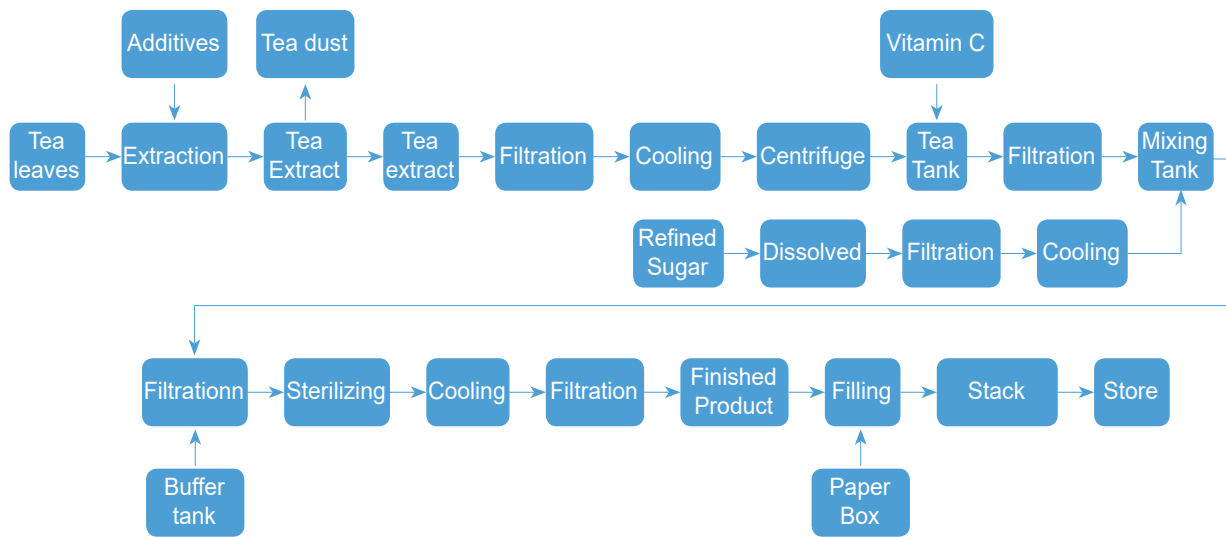 Additives
Tea dust
Vitamin C
Tea
leaves
Extraction
Tea
Extract
Tea
extract
Filtration
Cooling
Centrifuge
Tea
Tank
Filtration
Mixing
Tank
Refined
Sugar
Dissolved
Filtration
Cooling
Filtrationn
Sterilizing
Cooling
Filtration
Finished
Product
Filling
Stack
Store
Buffer
tank
Paper
Box